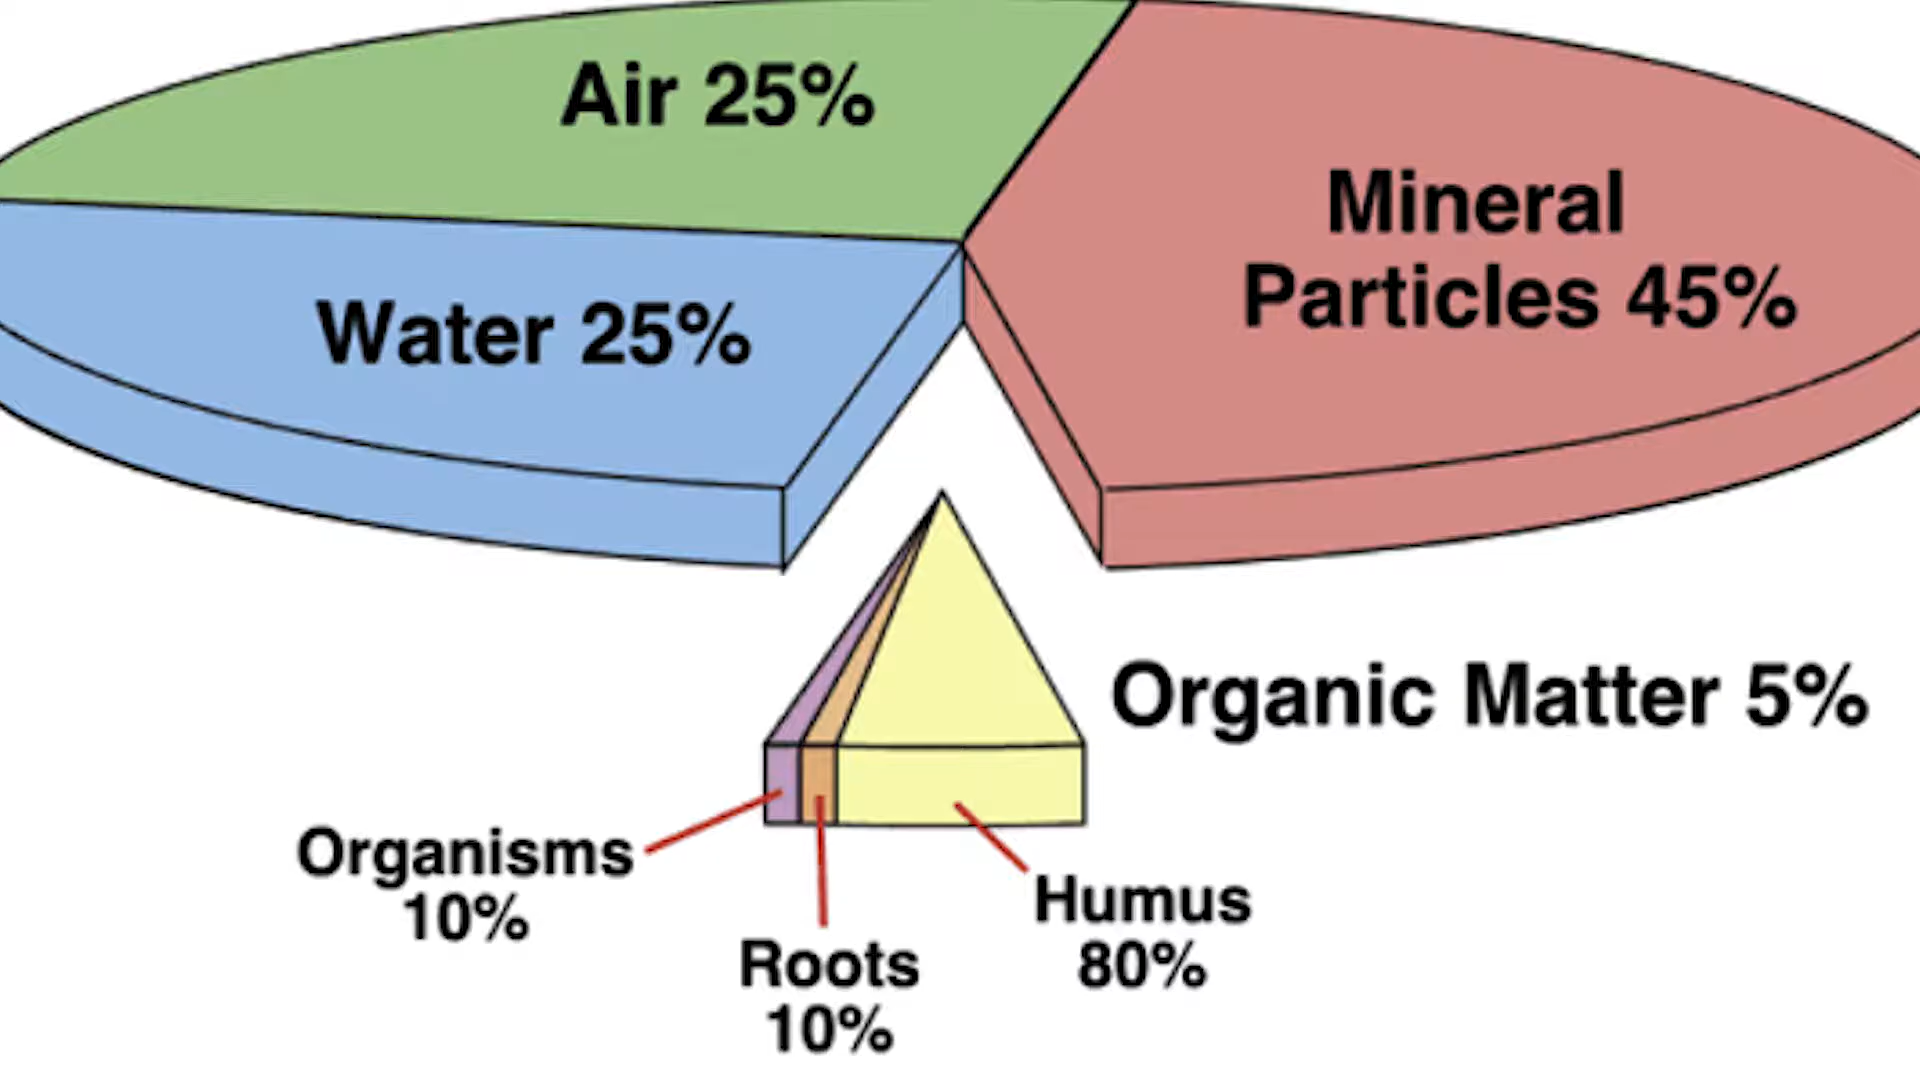 Air 25%
Mineral
Particles 45%
Water 25%
Organic Matter 5%
Organisms
10%
Roots
10%
Humus
80%